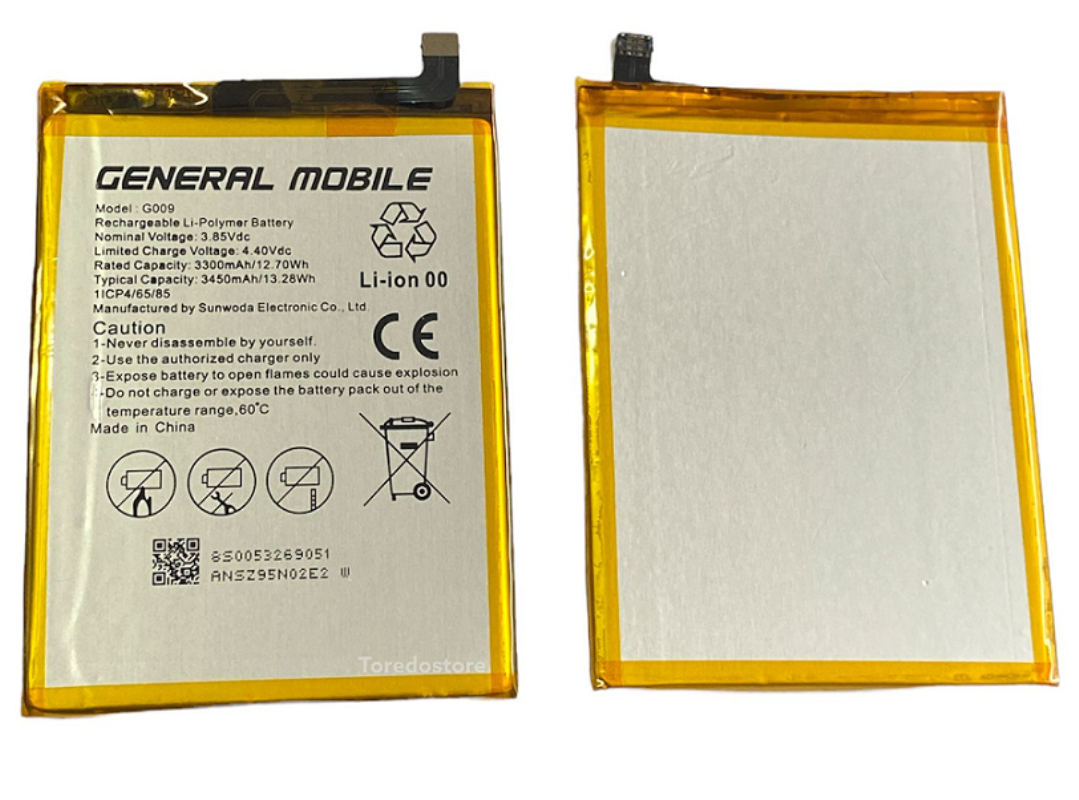 GENERAL MOBILE
Model : G009
Rechargeable Li-Polymer Battery
Nominal Voltage: 3.85Vdc
Limited Charge Voltage: 4.40Vdc
Rated Capacity: 3300mAh/12.70Wh
Typical Capacity: 3450mAh/13.28Wh
1ICP4/65/85
Manufactured by Sunwoda Electronic Co., Ltd
Li-ion 00
CE
Caution
1-Never disassemble by yourself.
2-Use the authorized charger only
3-Expose battery to open flames could cause explosion
-Do not charge or expose the battery pack out of the
temperature range,60°C
Made in China
8S0053269051
ANSZ95N02E2 W
Toredostore